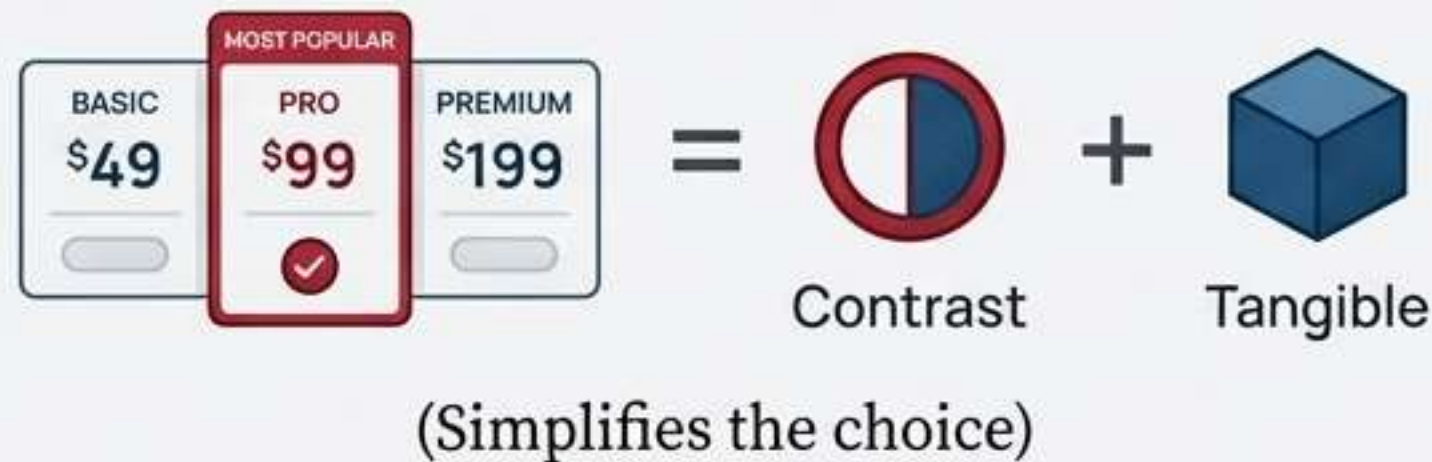 MOST POPULAR
BASIC PRO PREMIUM
$49 $99 $199
= +
Contrast Tangible
(Simplifies the choice)